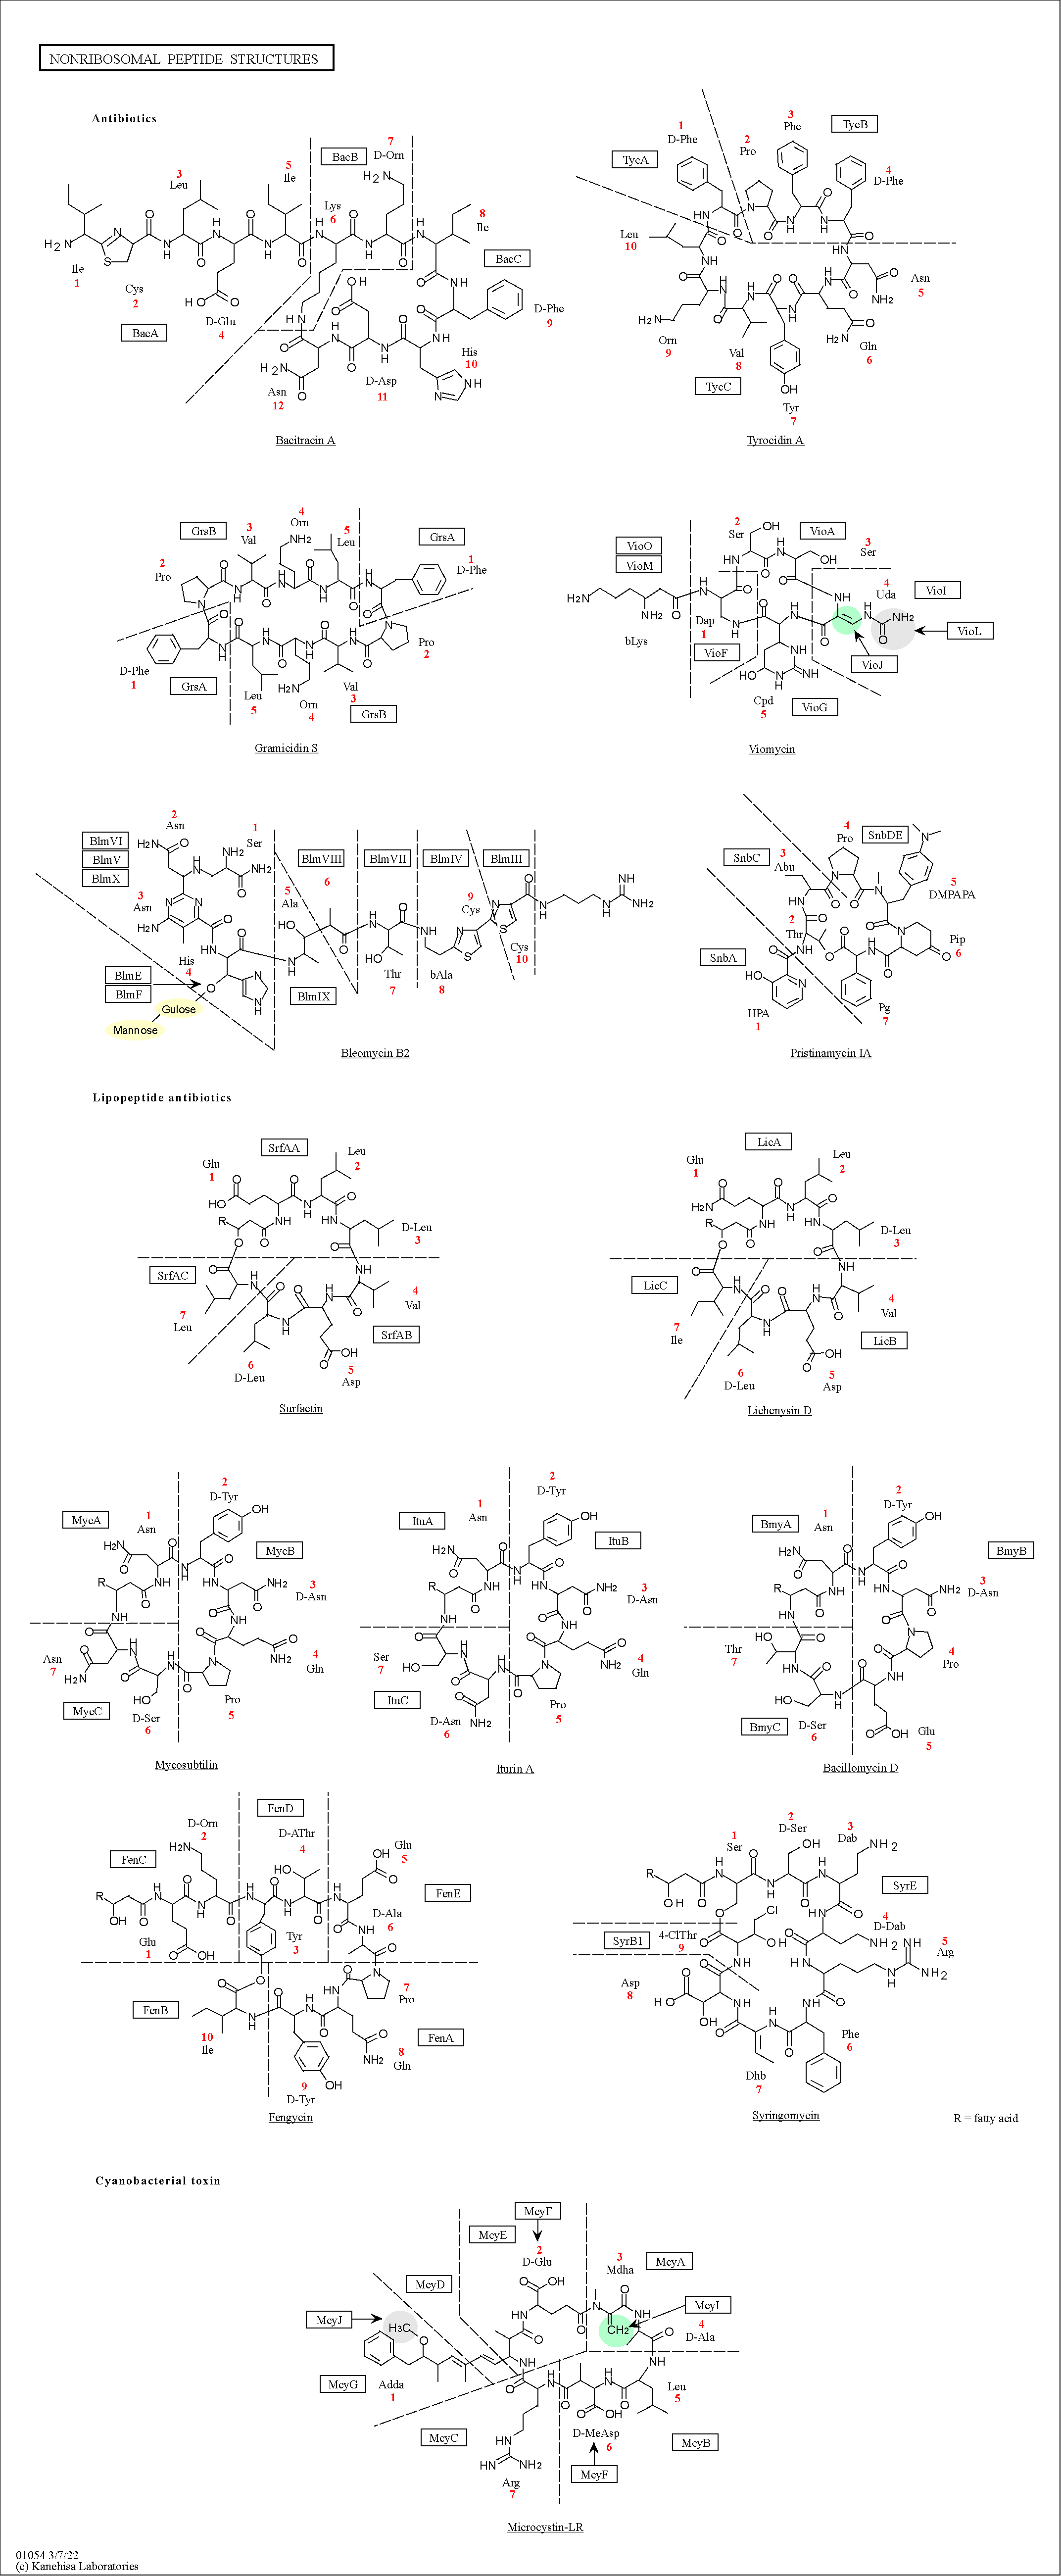 NONRIBOSOMAL PEPTIDE STRUCTURES
Antibiotics
BacB
7
D-Orn
3
Leu
5
Ile
Lys
6
8
Ile
BacC
Ile
1
Cys
2
BacA
D-Glu
4
D-Phe
9
His
10
D-Asp
11
Asn
12
Bacitracin A
1
D-Phe
TycA
2
Pro
3
Phe
TycB
4
D-Phe
Leu
10
Asn
5
Orn
9
Val
8
Gln
6
TycC
Tyr
7
Tyrocidin A
GrsB
3
Val
4
Orn
5
Leu
GrsA
2
Pro
1
D-Phe
D-Phe
1
GrsA
Leu
5
Orn
4
Val
3
GrsB
Pro
2
Gramicidin S
VioO
VioM
2
Ser
VioA
3
Ser
4
Uda
VioI
VioL
bLys
Dap
1
VioF
VioJ
Cpd
5
VioG
Viomycin
BlmVI
BlmV
BlmX
2
Asn
1
Ser
3
Asn
5
Ala
BlmVIII
6
BlmVII
BlmIV
BlmIII
9
Cys
Cys
10
His
4
BlmE
BlmF
Gulose
Mannose
BlmIX
Thr
7
bAla
8
Bleomycin B2
SnbC
3
Abu
4
Pro
SnbDE
5
DMPAPA
2
Thr
SnbA
Pip
6
HPA
1
Pg
7
Pristinamycin IA
Lipopeptide antibiotics
SrfAA
Glu
1
Leu
2
D-Leu
3
SrfAC
4
Val
7
Leu
SrfAB
6
D-Leu
5
Asp
Surfactin
LicA
Glu
1
Leu
2
D-Leu
3
LicC
4
Val
7
Ile
LicB
6
D-Leu
5
Asp
Lichenysin D
MycA
1
Asn
2
D-Tyr
MycB
3
D-Asn
Asn
7
4
Gln
MycC
D-Ser
6
Pro
5
Mycosubtilin
ItuA
1
Asn
2
D-Tyr
ItuB
3
D-Asn
Ser
7
4
Gln
ItuC
D-Asn
6
Pro
5
Iturin A
BmyA
1
Asn
2
D-Tyr
BmyB
3
D-Asn
Thr
7
4
Pro
BmyC
D-Ser
6
Glu
5
Bacillomycin D
FenC
D-Orn
2
FenD
D-AThr
4
Glu
5
FenE
D-Ala
6
Glu
1
Tyr
3
7
Pro
FenB
10
Ile
FenA
8
Gln
9
D-Tyr
Fengycin
1
Ser
2
D-Ser
3
Dab
SyrE
4
D-Dab
5
Arg
SyrB1
4-ClThr
9
Asp
8
Phe
6
Dhb
7
Syringomycin
R = fatty acid
Cyanobacterial toxin
McyF
McyE
2
D-Glu
3
Mdha
McyA
McyD
McyI
McyJ
H3C
CH2
4
D-Ala
McyG
Adda
1
Leu
5
McyC
D-MeAsp
6
McyB
McyF
Arg
7
Microcystin-LR
01054 3/7/22
(c) Kanehisa Laboratories